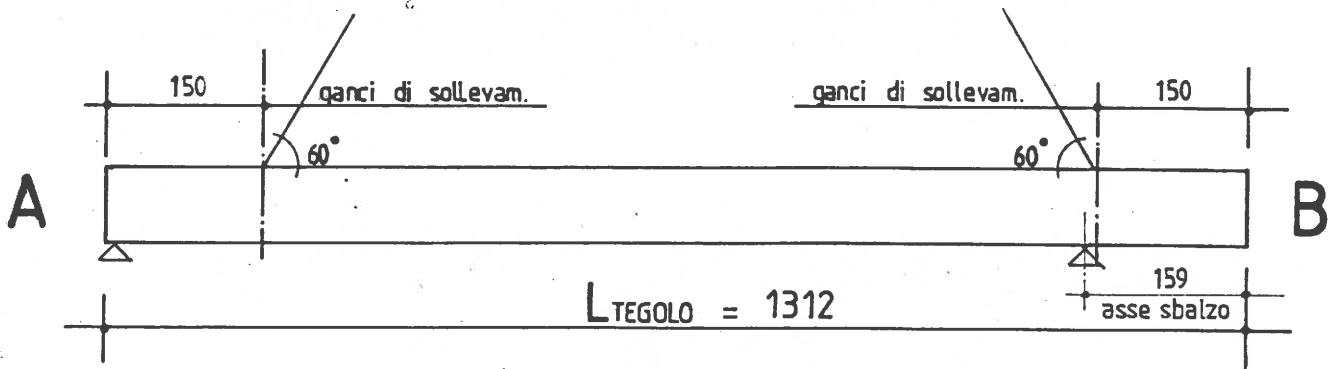 150
ganci di sollevam.
ganci di sollevam.
150
60°
60°
A
B
159
asse sbalzo
LTEGOLO = 1312